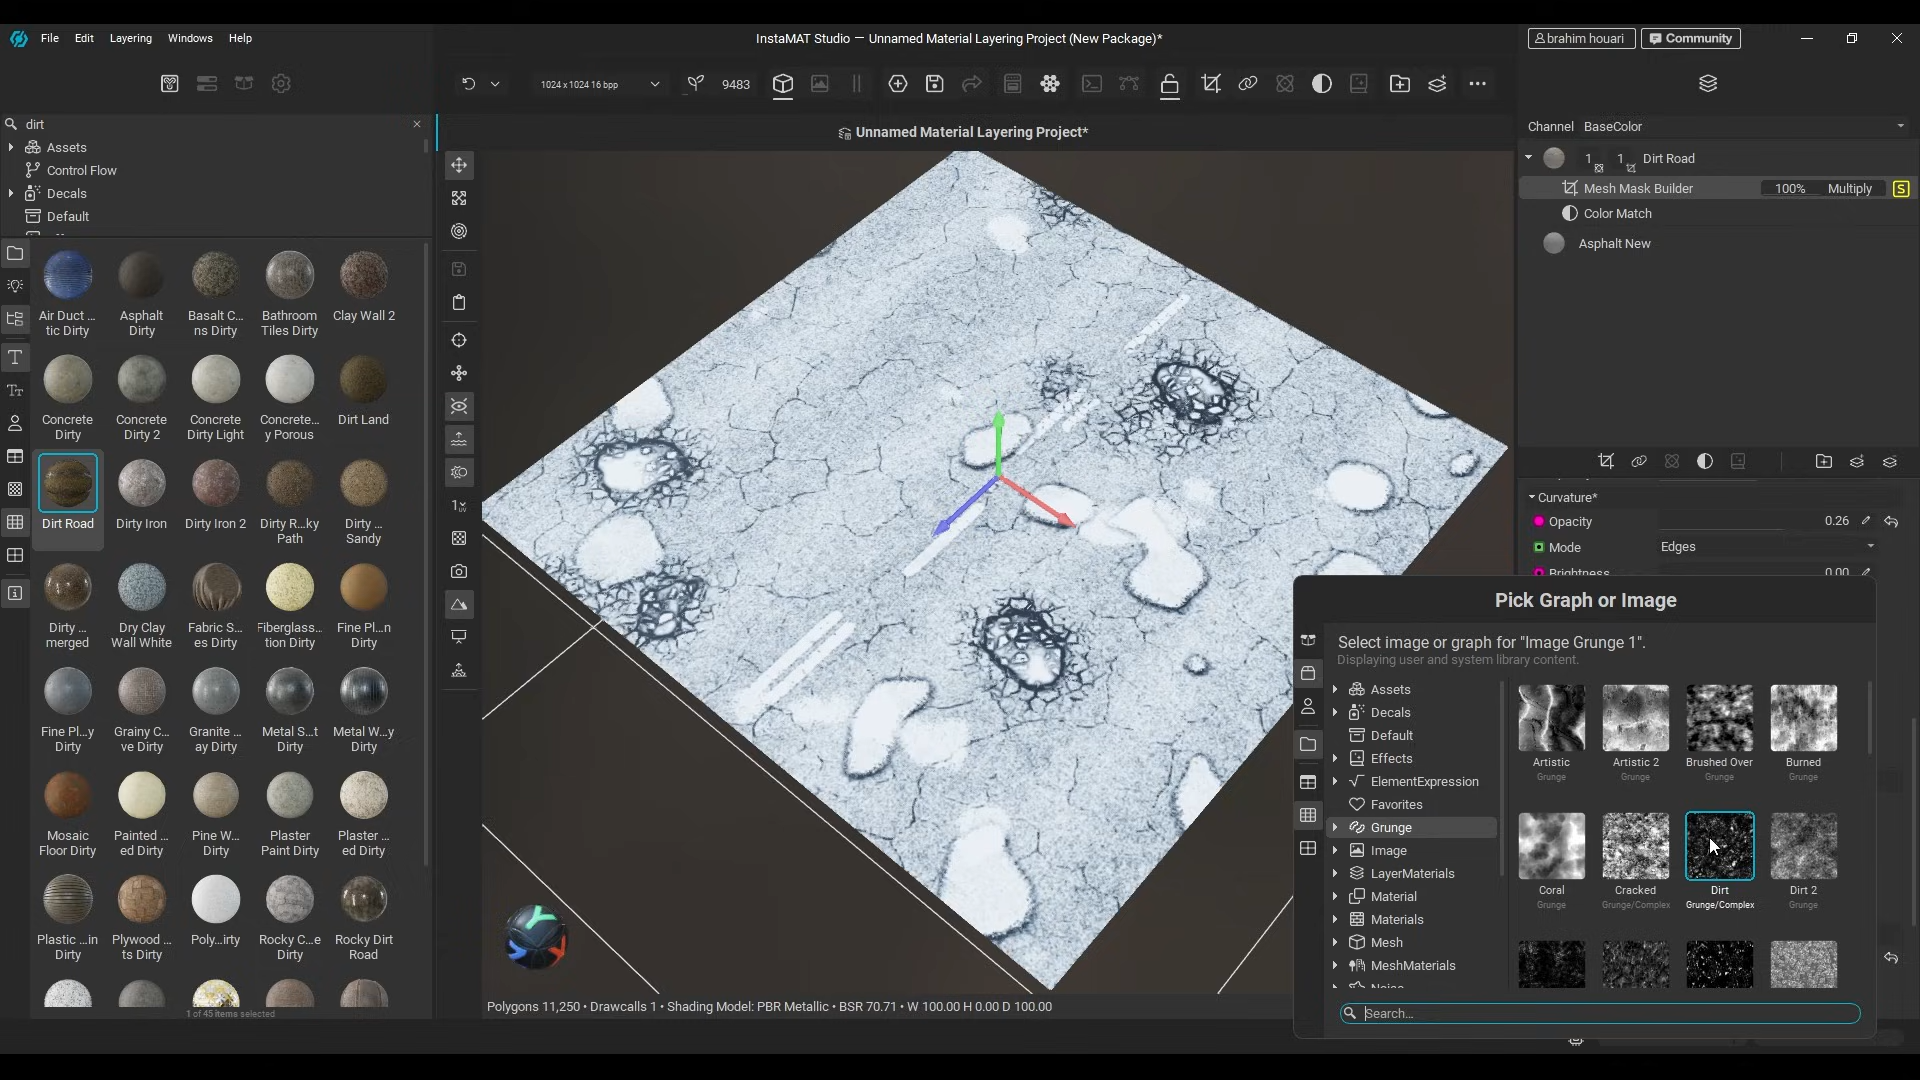 File Edit Layering Windows Help
InstaMAT Studio — Unnamed Material Layering Project (New Package)*
brahim houari
Community
1024 x 1024 16 bpp
9483
dirt
Unnamed Material Layering Project*
Channel BaseColor
Assets
Control Flow
Decals
Default
1 1 Dirt Road
Mesh Mask Builder 100% Multiply S
Color Match
Asphalt New
Air Duct ...tic Dirty
Asphalt Dirty
Basalt C...ns Dirty
Bathroom Tiles Dirty
Clay Wall 2
Concrete Dirty
Concrete Dirty 2
Concrete Dirty Light
Concrete...y Porous
Dirt Land
Dirt Road
Dirty Iron
Dirty Iron 2
Dirty R...ky Path
Dirty ... Sandy
Dirty ... merged
Dry Clay Wall White
Fabric S...es Dirty
Fiberglass...tion Dirty
Fine Pl...n Dirty
Fine Pl...y Dirty
Grainy C...ve Dirty
Granite ...ay Dirty
Metal S...t Dirty
Metal W...y Dirty
Mosaic Floor Dirty
Painted ...ed Dirty
Pine W... Dirty
Plaster Paint Dirty
Plaster ...ed Dirty
Plastic ...in Dirty
Plywood ...ts Dirty
Poly...irty
Rocky C...e Dirty
Rocky Dirt Road
1 of 45 items selected
Curvature*
Opacity 0.26
Mode Edges
Brightness 0.00
Pick Graph or Image
Select image or graph for "Image Grunge 1".
Displaying user and system library content.
Assets
Decals
Default
Effects
ElementExpression
Favorites
Grunge
Image
LayerMaterials
Material
Materials
Mesh
MeshMaterials
Noise
Artistic
Grunge
Artistic 2
Grunge
Brushed Over
Grunge
Burned
Grunge
Coral
Grunge
Cracked
Grunge/Complex
Dirt
Grunge/Complex
Dirt 2
Grunge
Search...
Polygons 11,250 • Drawcalls 1 • Shading Model: PBR Metallic • BSR 70.71 • W 100.00 H 0.00 D 100.00